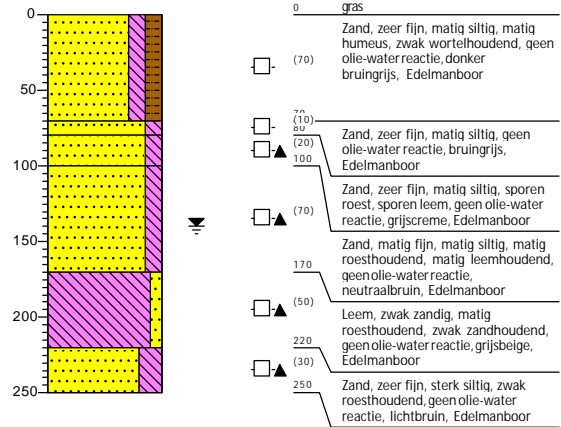 0
50
100
150
200
250
0
gras
Zand, zeer fijn, matig siltig, matig
humeus, zwak wortelhoudend, geen
olie-water reactie, donker
bruingrijs, Edelmanboor
(70)
70
(10)
80
Zand, zeer fijn, matig siltig, geen
olie-water reactie, bruingrijs,
Edelmanboor
(20)
100
Zand, zeer fijn, matig siltig, sporen
roest, sporen leem, geen olie-water
reactie, grijscreme, Edelmanboor
(70)
170
Zand, matig fijn, matig siltig, matig
roesthoudend, matig leemhoudend,
geen olie-water reactie,
neutraalbruin, Edelmanboor
(50)
220
Leem, zwak zandig, matig
roesthoudend, zwak zandhoudend,
geen olie-water reactie, grijsbeige,
Edelmanboor
(30)
250
Zand, zeer fijn, sterk siltig, zwak
roesthoudend, geen olie-water
reactie, lichtbruin, Edelmanboor